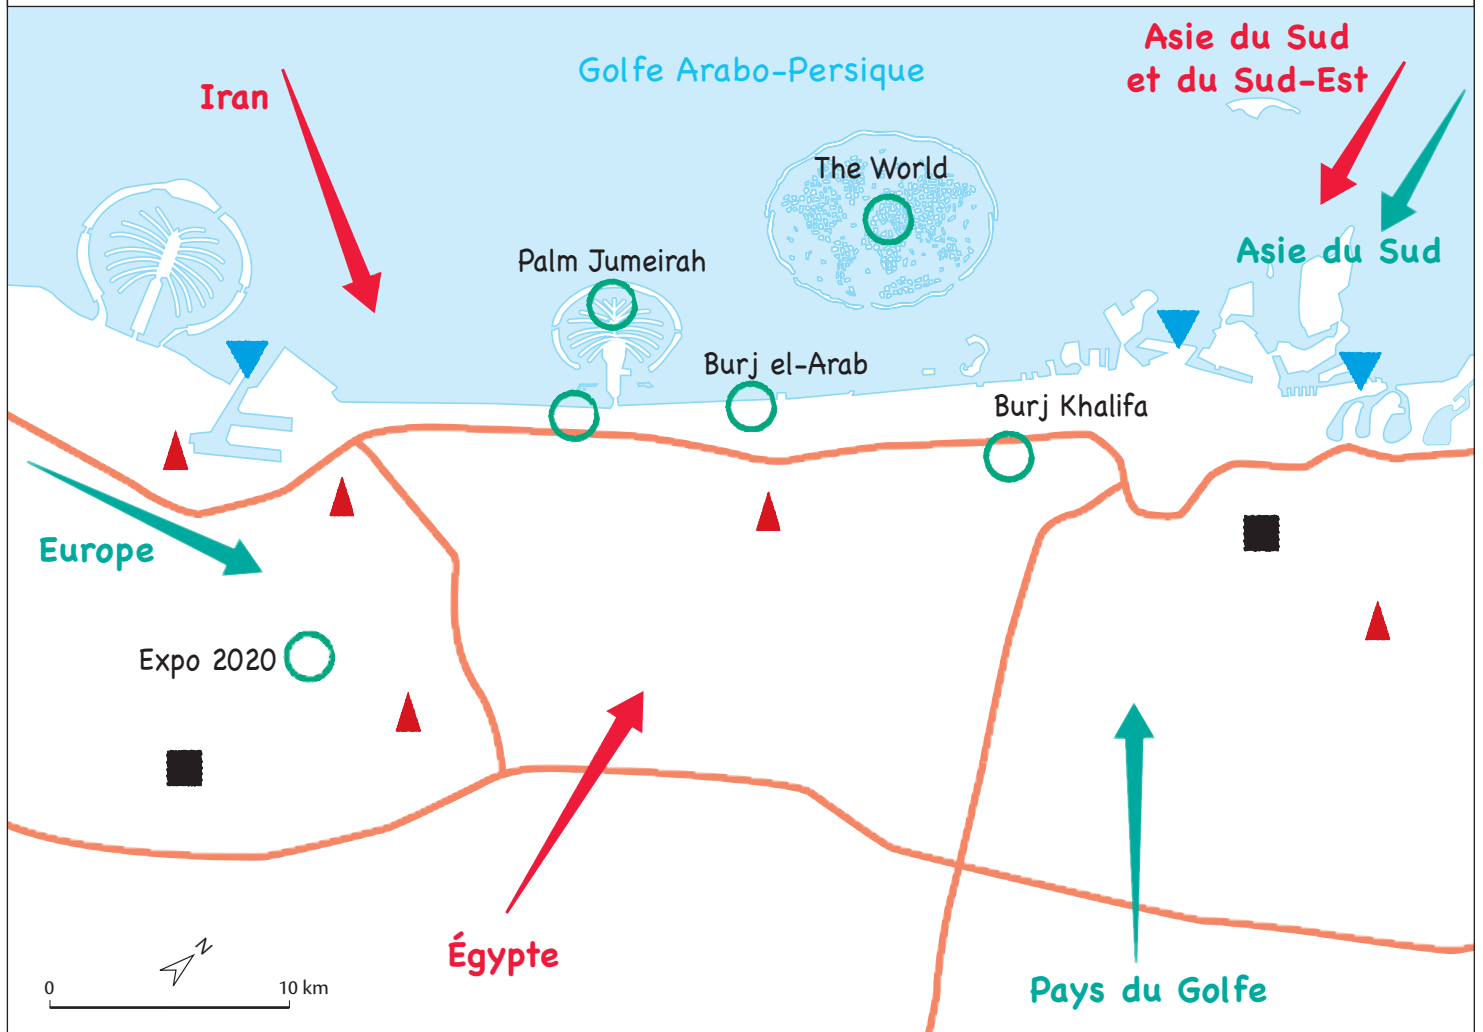 Asie du Sud
et du Sud-Est
Golfe Arabo-Persique
Iran
The World
Asie du Sud
Palm Jumeirah
Burj el-Arab
Burj Khalifa
Europe
Expo 2020
Égypte
N
0 10 km
Pays du Golfe